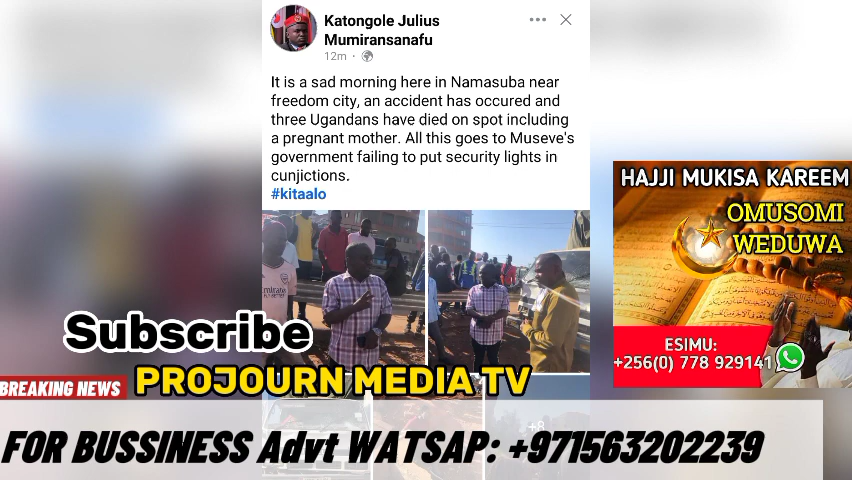 Katongole Julius
Mumiransanafu
12m
It is a sad morning here in Namasuba near
freedom city, an accident has occured and
three Ugandans have died on spot including
a pregnant mother. All this goes to Museve's
government failing to put security lights in
cunjictions.
#kitaalo
HAJJI MUKISA KAREEM
OMUSOMI
WEDUWA
ESIMU:
+256(0) 778 929141
Subscribe
BREAKING NEWS
PROJOURN MEDIA TV
+8
FOR BUSSINESS Advt WATSAP: +971563202239